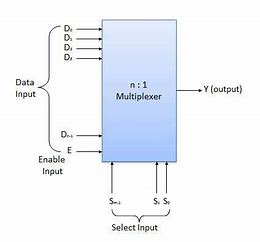 D₀
D₁
D₂
D₃
Data
Input
n : 1
Multiplexer
Y (output)
Dₙ₋₁
E
Enable
Input
Sₘ₋₁
S₁
S₀
Select Input